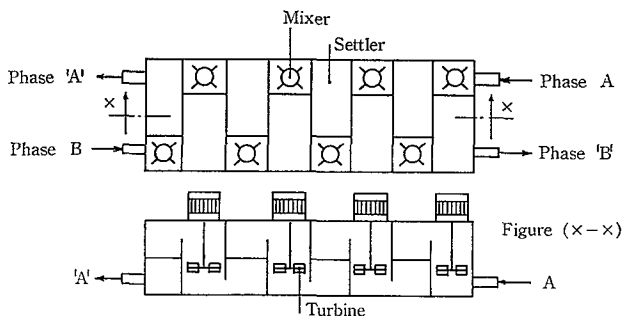 Mixer
Settler
Phase 'A'
Phase A
×
×
Phase B
Phase 'B'
Figure (×-×)
'A'
A
Turbine